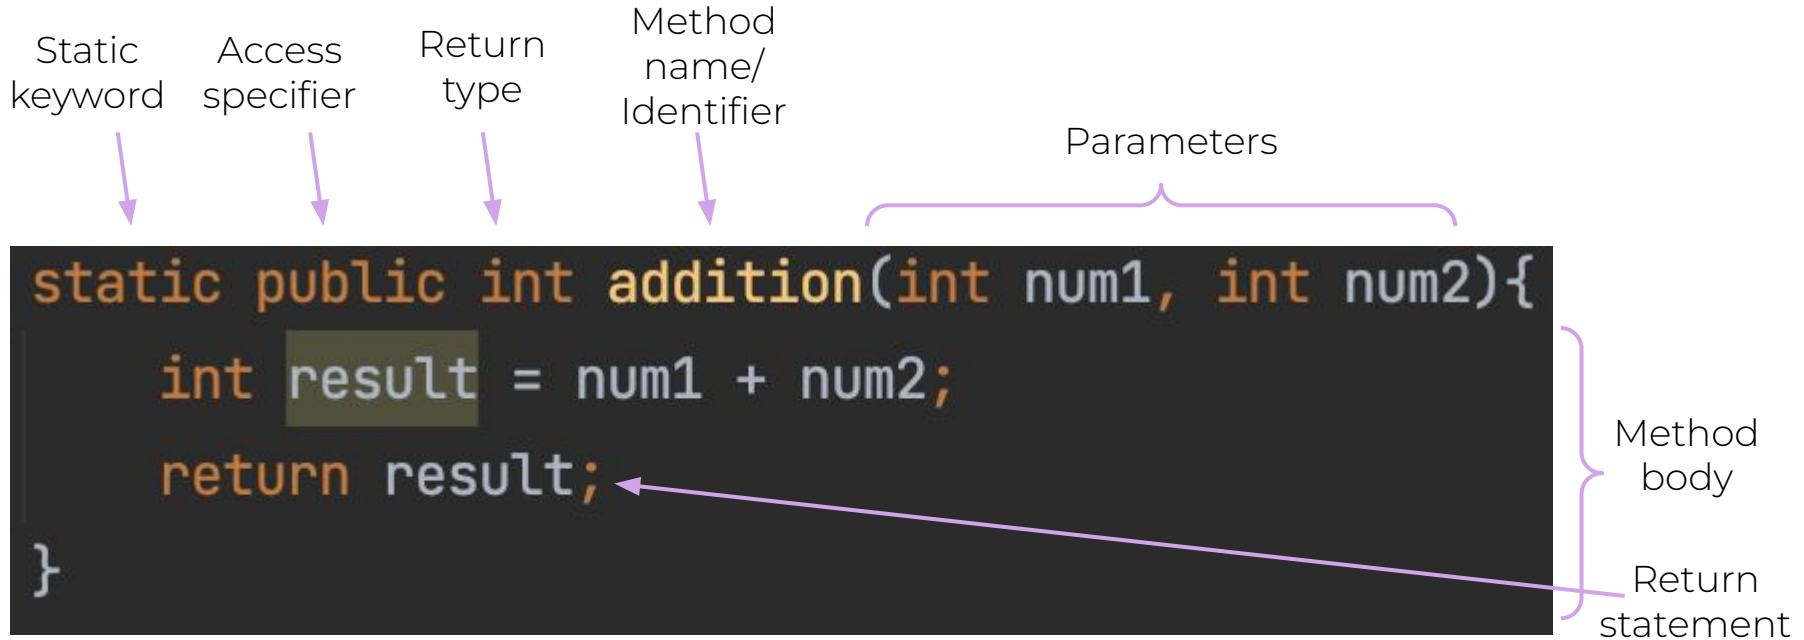 Static
keyword
Access
specifier
Return
type
Method
name/
Identifier
Parameters
static public int addition(int num1, int num2){
int result = num1 + num2;
return result;
}
Method
body
Return
statement